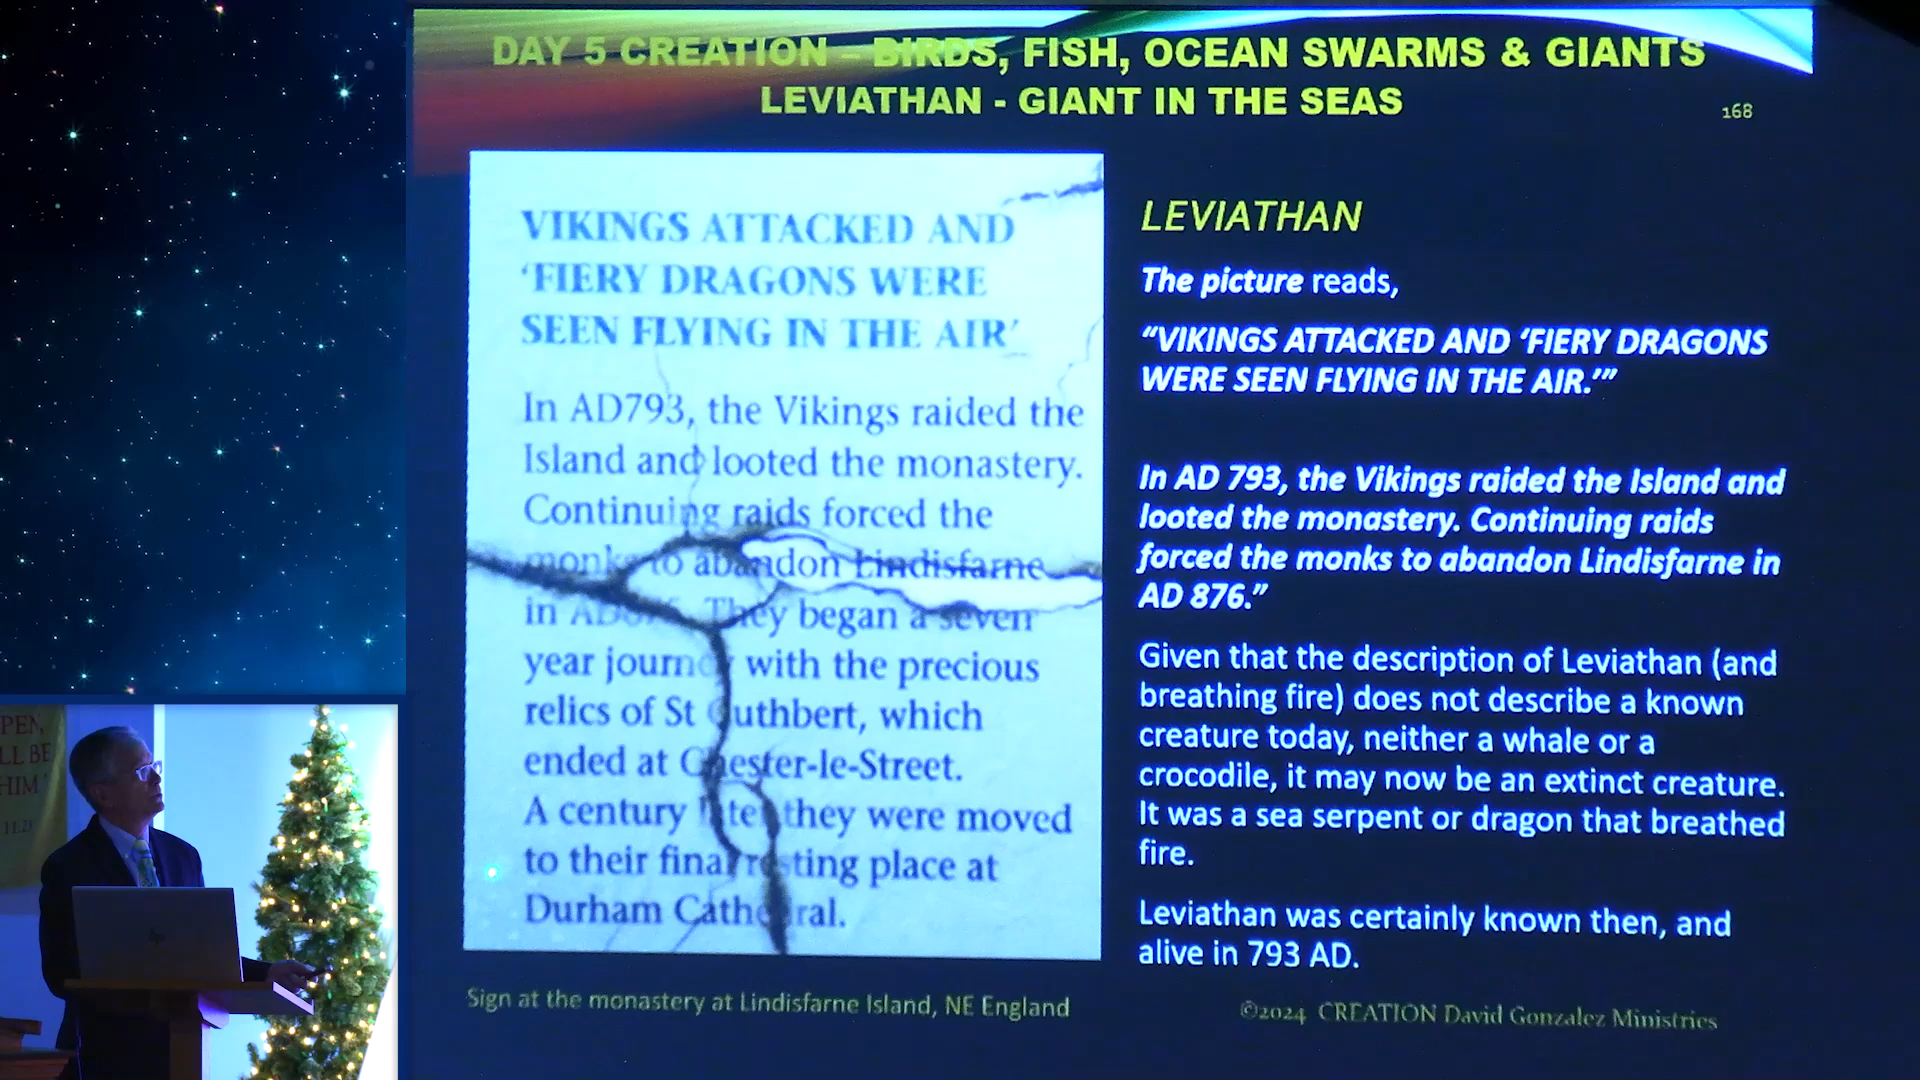 DAY 5 CREATION – BIRDS, FISH, OCEAN SWARMS & GIANTS
LEVIATHAN - GIANT IN THE SEAS
168
VIKINGS ATTACKED AND
‘FIERY DRAGONS WERE
SEEN FLYING IN THE AIR’
In AD793, the Vikings raided the
Island and looted the monastery.
Continuing raids forced the
monks to abandon Lindisfarne
in They began a seven
year journey with the precious
relics of St Cuthbert, which
ended at Chester-le-Street.
A century later they were moved
to their final resting place at
Durham Cathedral.
Sign at the monastery at Lindisfarne Island, NE England
LEVIATHAN
The picture reads,
“VIKINGS ATTACKED AND ‘FIERY DRAGONS
WERE SEEN FLYING IN THE AIR.’”
In AD 793, the Vikings raided the Island and
looted the monastery. Continuing raids
forced the monks to abandon Lindisfarne in
AD 876.”
Given that the description of Leviathan (and
breathing fire) does not describe a known
creature today, neither a whale or a
crocodile, it may now be an extinct creature.
It was a sea serpent or dragon that breathed
fire.
Leviathan was certainly known then, and
alive in 793 AD.
©2024 CREATION David Gonzalez Ministries
HIM
hp